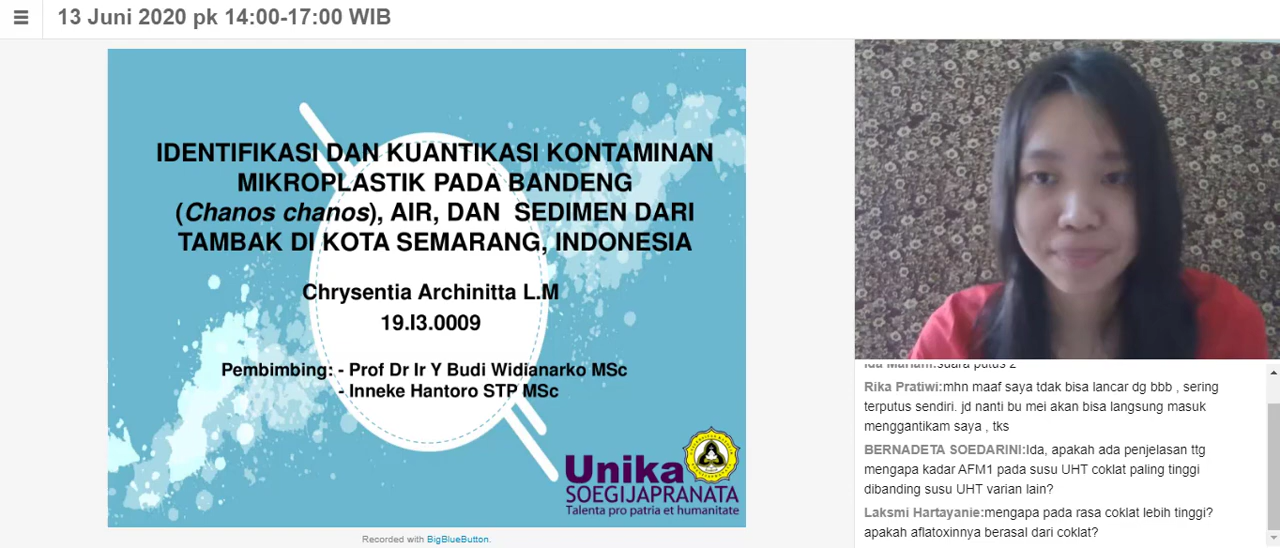 13 Juni 2020 pk 14:00-17:00 WIB
IDENTIFIKASI DAN KUANTIKASI KONTAMINAN
MIKROPLASTIK PADA BANDENG
(Chanos chanos), AIR, DAN SEDIMEN DARI
TAMBAK DI KOTA SEMARANG, INDONESIA
Chrysentia Archinitta L.M
19.I3.0009
Pembimbing: - Prof Dr Ir Y Budi Widianarko MSc
- Inneke Hantoro STP MSc
Unika
SOEGIJAPRANATA
Talenta pro patria et humanitate
Recorded with BigBlueButton.
Ida Mariani:suara putus 2
Rika Pratiwi:mhn maaf saya tdak bisa lancar dg bbb , sering
terputus sendiri. jd nanti bu mei akan bisa langsung masuk
menggantikam saya , tks
BERNADETA SOEDARINI:Ida, apakah ada penjelasan ttg
mengapa kadar AFM1 pada susu UHT coklat paling tinggi
dibanding susu UHT varian lain?
Laksmi Hartayanie:mengapa pada rasa coklat lebih tinggi?
apakah aflatoxinnya berasal dari coklat?